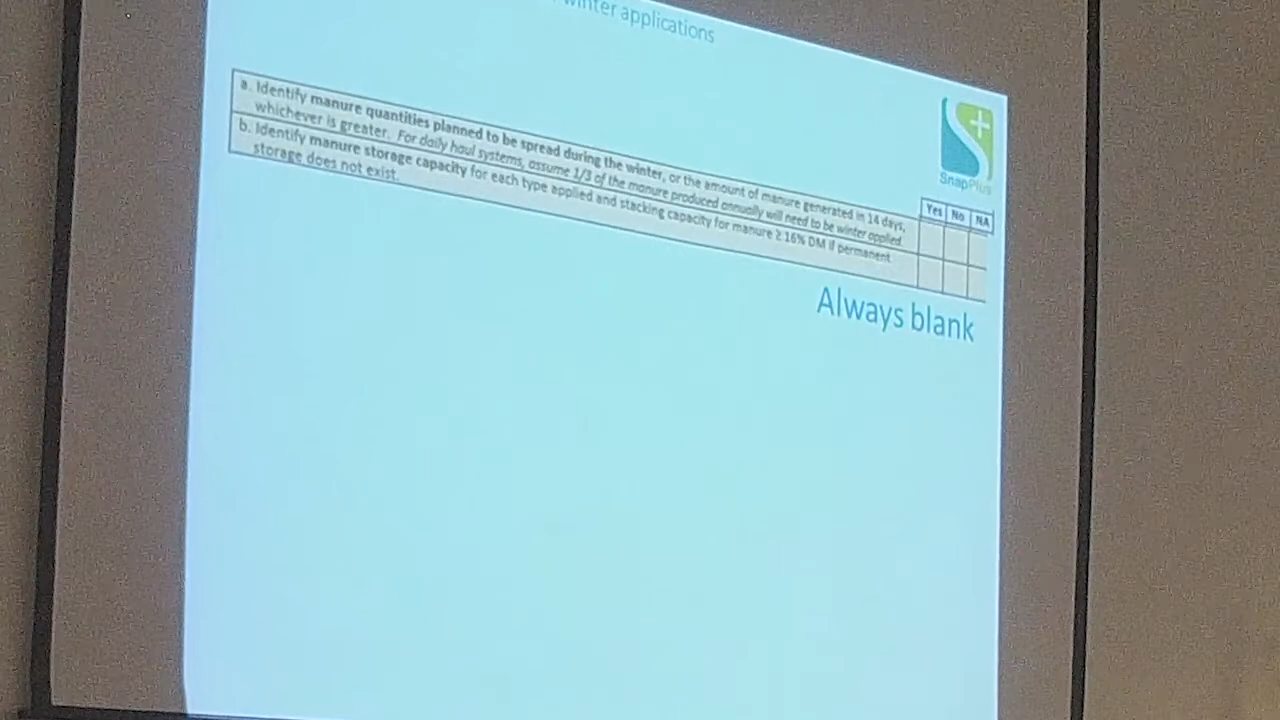 winter applications
a. Identify manure quantities planned to be spread during the winter, or the amount of manure generated in 14 days,
whichever is greater. For daily haul systems, assume 1/3 of the manure produced annually will need to be winter applied.
b. Identify manure storage capacity for each type applied and stacking capacity for manure ≥ 16% DM if permanent
storage does not exist.
SnapPlus
Yes No NA
Always blank